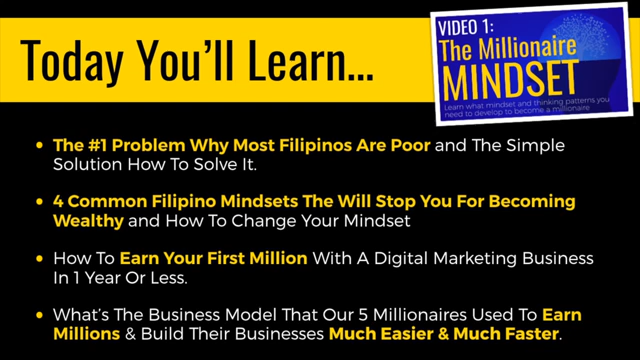 Today You'll Learn...
VIDEO 1:
The Millionaire
MINDSET
Learn what mindset and thinking patterns you
need to develop to become a millionaire
• The #1 Problem Why Most Filipinos Are Poor and The Simple
Solution How To Solve It.
• 4 Common Filipino Mindsets The Will Stop You For Becoming
Wealthy and How To Change Your Mindset
• How To Earn Your First Million With A Digital Marketing Business
In 1 Year Or Less.
• What's The Business Model That Our 5 Millionaires Used To Earn
Millions & Build Their Businesses Much Easier & Much Faster.